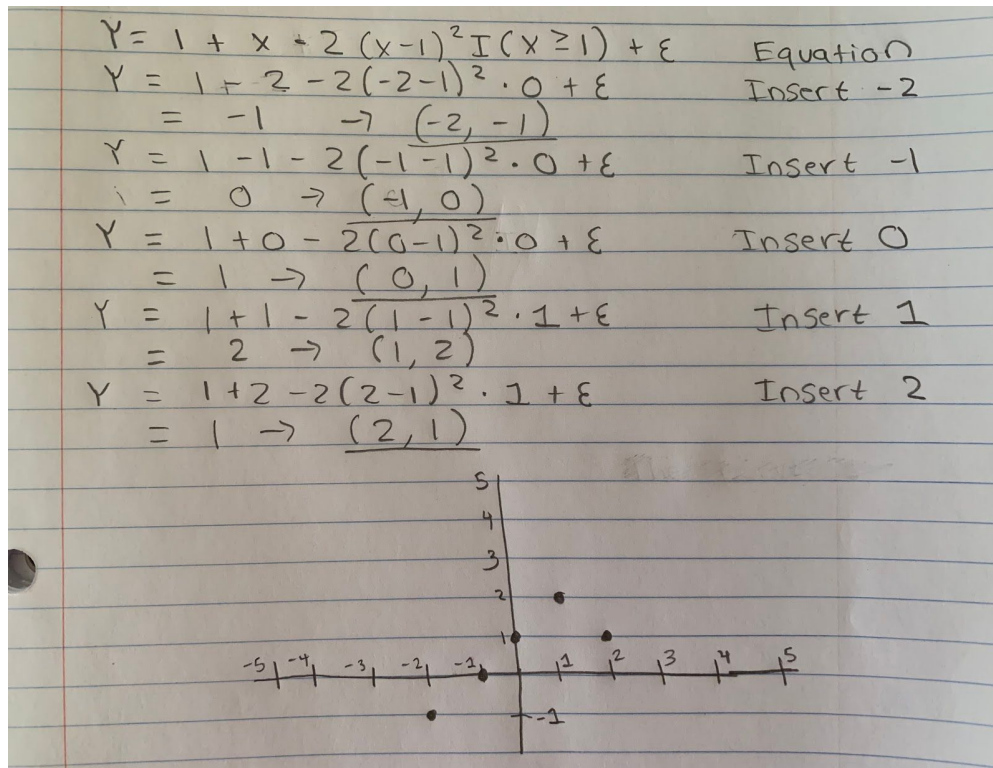 Y = 1 + x - 2 (x-1)² I (x ≥ 1) + ε Equation
Y = 1 - 2 - 2(-2-1)² · 0 + ε Insert -2
= -1 → (-2, -1)
Y = 1 - 1 - 2(-1-1)² · 0 + ε Insert -1
= 0 → (-1, 0)
Y = 1 + 0 - 2(0-1)² · 0 + ε Insert 0
= 1 → (0, 1)
Y = 1 + 1 - 2(1-1)² · 1 + ε Insert 1
= 2 → (1, 2)
Y = 1 + 2 - 2(2-1)² · 1 + ε Insert 2
= 1 → (2, 1)
5
4
3
2
1
-5 -4 -3 -2 -1 1 2 3 4 5
-1